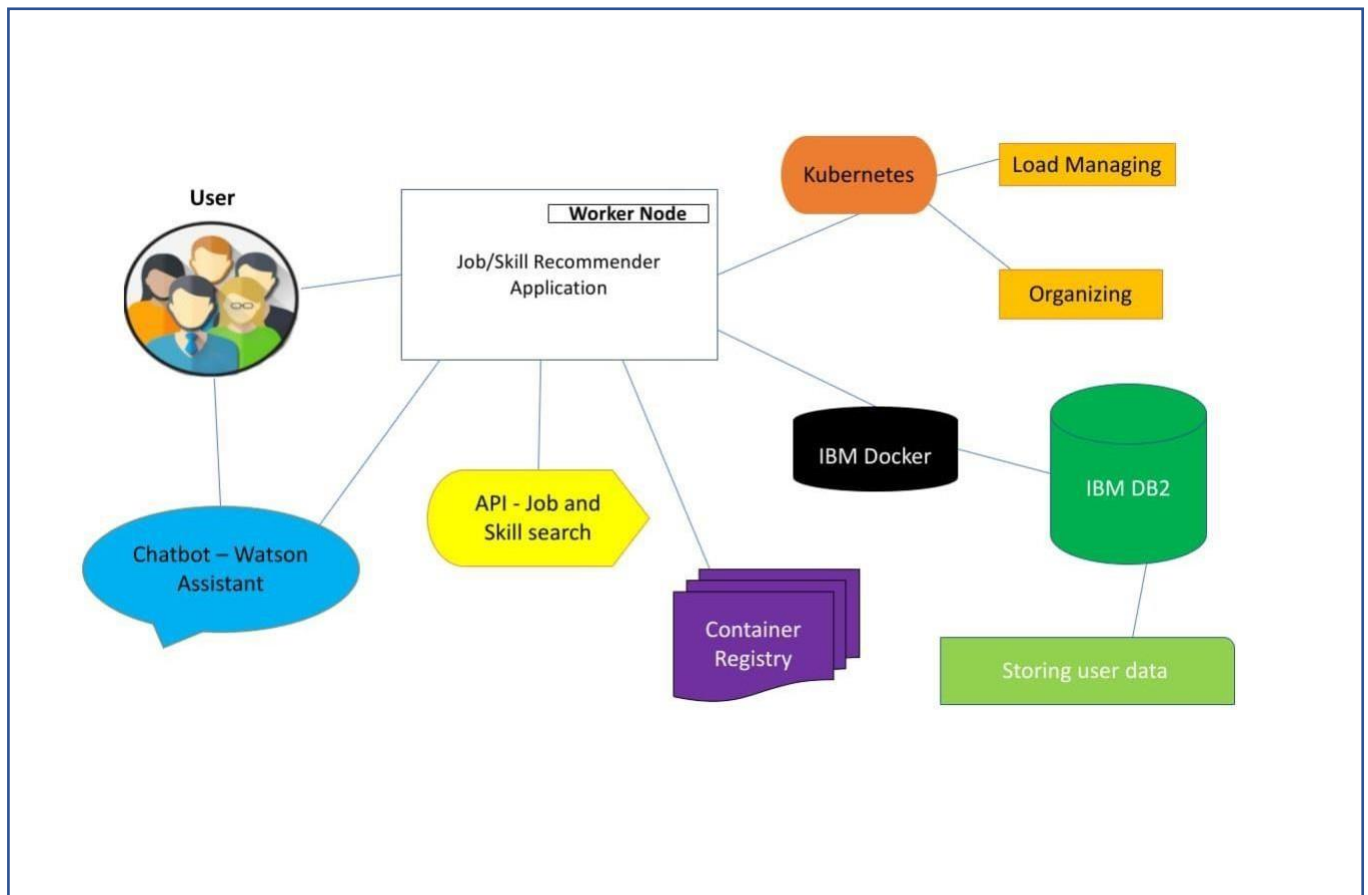 User
Worker Node
Job/Skill Recommender
Application
Kubernetes
Load Managing
Organizing
IBM Docker
IBM DB2
API - Job and
Skill search
Chatbot – Watson
Assistant
Container
Registry
Storing user data